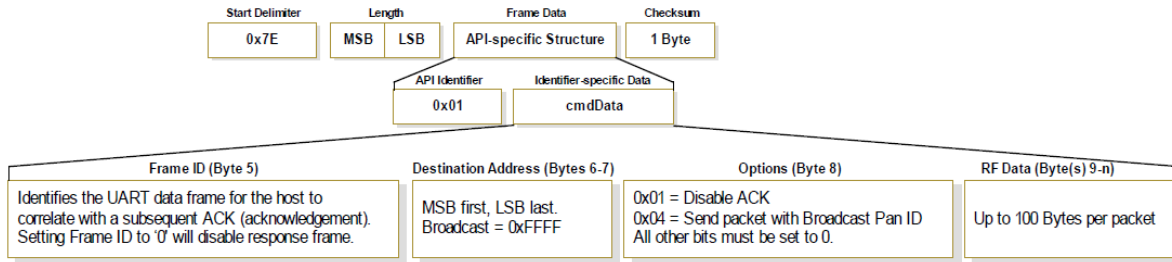 Start Delimiter
Length
Frame Data
Checksum
0x7E
MSB
LSB
API-specific Structure
1 Byte
API Identifier
Identifier-specific Data
0x01
cmdData
Frame ID (Byte 5)
Destination Address (Bytes 6-7)
Options (Byte 8)
RF Data (Byte(s) 9-n)
Identifies the UART data frame for the host to
correlate with a subsequent ACK (acknowledgement).
Setting Frame ID to '0' will disable response frame.
MSB first, LSB last.
Broadcast = 0xFFFF
0x01 = Disable ACK
0x04 = Send packet with Broadcast Pan ID
All other bits must be set to 0.
Up to 100 Bytes per packet